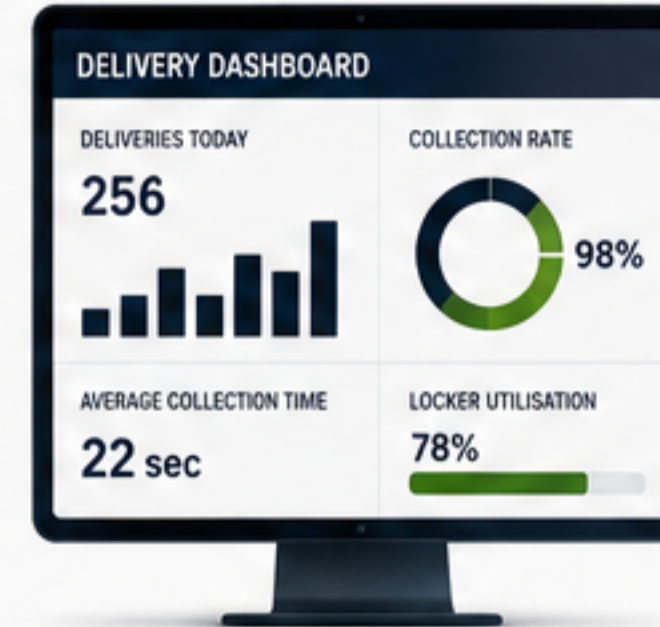 DELIVERY DASHBOARD
DELIVERIES TODAY
256
COLLECTION RATE
98%
AVERAGE COLLECTION TIME
22 sec
LOCKER UTILISATION
78%